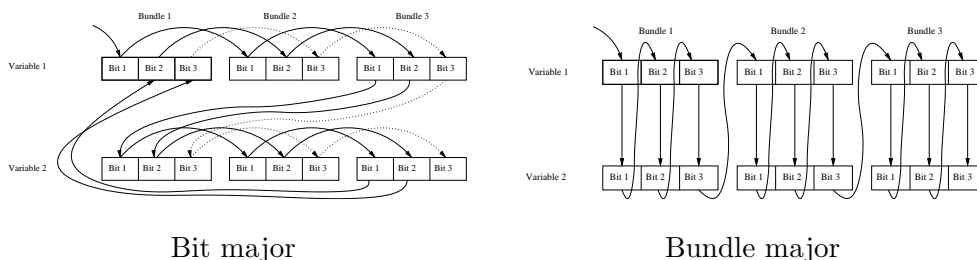 Bundle 1 Bundle 2 Bundle 3
Variable 1 Bit 1 Bit 2 Bit 3 Bit 1 Bit 2 Bit 3 Bit 1 Bit 2 Bit 3
Variable 2 Bit 1 Bit 2 Bit 3 Bit 1 Bit 2 Bit 3 Bit 1 Bit 2 Bit 3
Bit major
Bundle 1 Bundle 2 Bundle 3
Variable 1 Bit 1 Bit 2 Bit 3 Bit 1 Bit 2 Bit 3 Bit 1 Bit 2 Bit 3
Variable 2 Bit 1 Bit 2 Bit 3 Bit 1 Bit 2 Bit 3 Bit 1 Bit 2 Bit 3
Bundle major